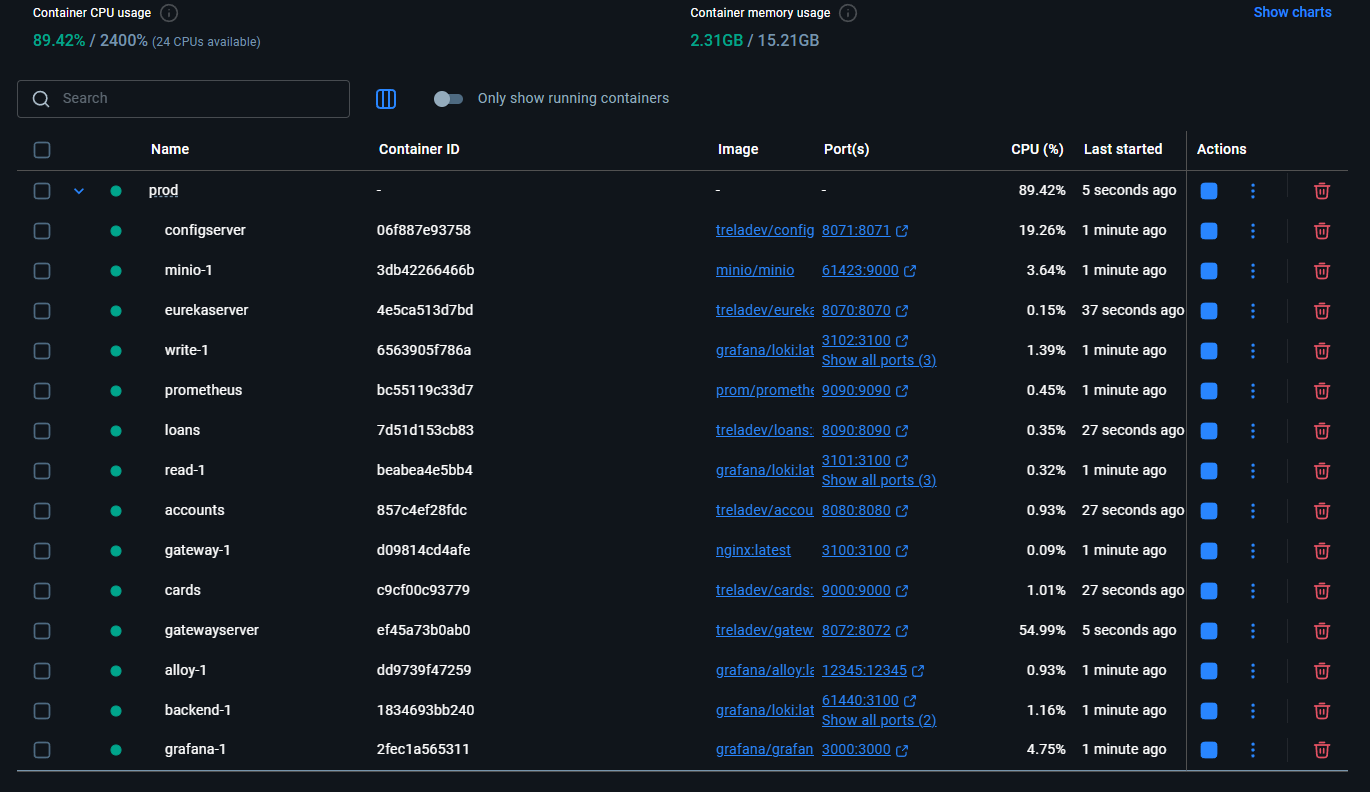 Container CPU usage
89.42% / 2400% (24 CPUs available)
Container memory usage
2.31GB / 15.21GB
Show charts
Search
Only show running containers
Name Container ID Image Port(s) CPU (%) Last started Actions
prod - - - 89.42% 5 seconds ago
configserver 06f887e93758 treladev/config 8071:8071 19.26% 1 minute ago
minio-1 3db42266466b minio/minio 61423:9000 3.64% 1 minute ago
eurekaserver 4e5ca513d7bd treladev/eureka 8070:8070 0.15% 37 seconds ago
write-1 6563905f786a grafana/loki:lat 3102:3100 1.39% 1 minute ago
Show all ports (3)
prometheus bc55119c33d7 prom/promethe 9090:9090 0.45% 1 minute ago
loans 7d51d153cb83 treladev/loans: 8090:8090 0.35% 27 seconds ago
read-1 beabea4e5bb4 grafana/loki:lat 3101:3100 0.32% 1 minute ago
Show all ports (3)
accounts 857c4ef28fdc treladev/accou 8080:8080 0.93% 27 seconds ago
gateway-1 d09814cd4afe nginx:latest 3100:3100 0.09% 1 minute ago
cards c9cf00c93779 treladev/cards: 9000:9000 1.01% 27 seconds ago
gatewayserver ef45a73b0ab0 treladev/gatew 8072:8072 54.99% 5 seconds ago
alloy-1 dd9739f47259 grafana/alloy:la 12345:12345 0.93% 1 minute ago
backend-1 1834693bb240 grafana/loki:lat 61440:3100 1.16% 1 minute ago
Show all ports (2)
grafana-1 2fec1a565311 grafana/grafan 3000:3000 4.75% 1 minute ago